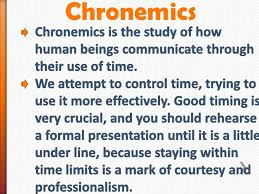 Chronemics
Chronemics is the study of how
human beings communicate through
their use of time.
We attempt to control time, trying to
use it more effectively. Good timing is
very crucial, and you should rehearse
a formal presentation until it is a little
under line, because staying within
time limits is a mark of courtesy and
professionalism.